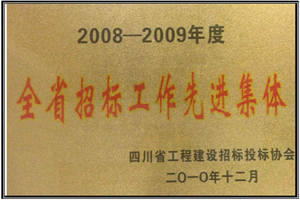 2008—2009年度
全省招标工作先进集体
四川省工程建设招标投标协会
二〇一〇年十二月